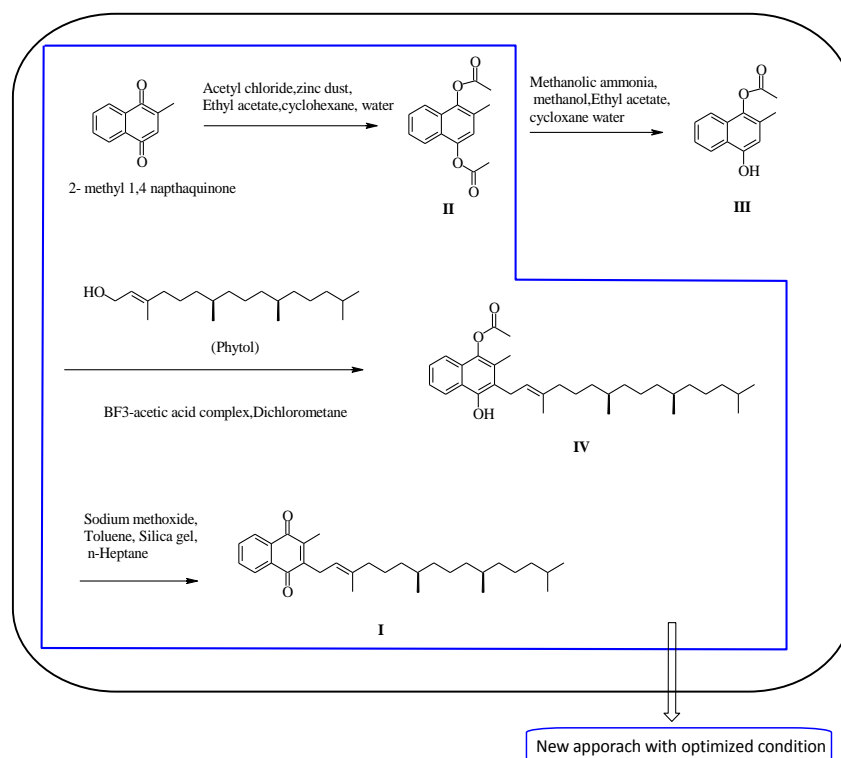 Acetyl chloride,zinc dust,
Ethyl acetate,cyclohexane, water
Methanolic ammonia,
methanol,Ethyl acetate,
cycloxane water
O
O
2- methyl 1,4 napthaquinone
O
O
O
O
II
O
O
OH
III
HO
(Phytol)
BF3-acetic acid complex,Dichlorometane
O
O
OH
IV
Sodium methoxide,
Toluene, Silica gel,
n-Heptane
O
O
I
New apporach with optimized condition